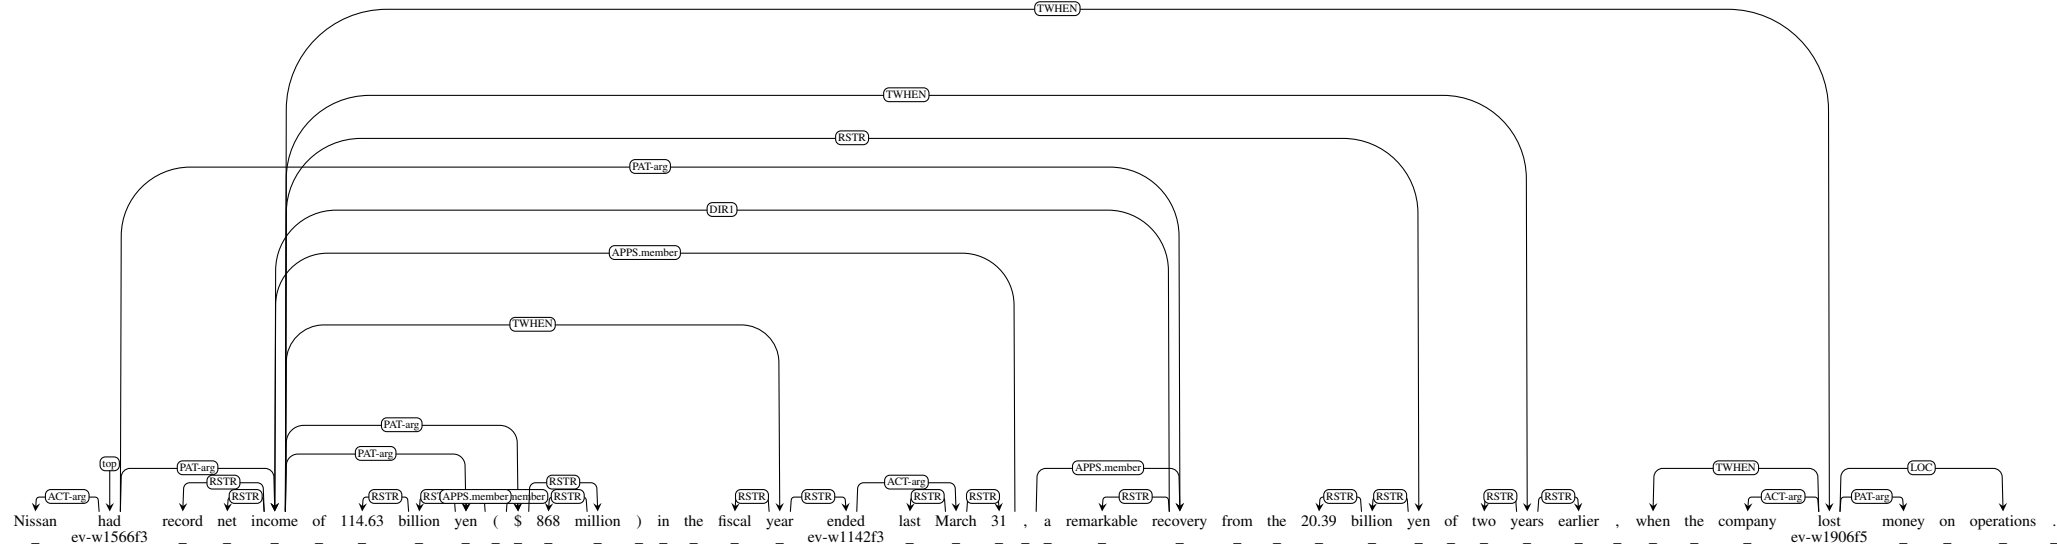 TWHEN
TWHEN
RSTR
PAT-arg
DIR1
APPS.member
TWHEN
PAT-arg
PAT-arg
top PAT-arg APPS.member TWHEN LOC
RSTR RSTR ACT-arg
ACT-arg RSTR RSTR APPS.member RSTR RSTR RSTR RSTR RSTR RSTR RSTR RSTR RSTR RSTR ACT-arg PAT-arg
Nissan had record net income of 114.63 billion yen ( $ 868 million ) in the fiscal year ended last March 31 , a remarkable recovery from the 20.39 billion yen of two years earlier , when the company lost money on operations .
_ ev-w1566f3 _ _ _ _ _ _ _ _ _ _ _ _ _ _ _ _ ev-w1142f3 _ _ _ _ _ _ _ _ _ _ _ _ _ _ _ _ _ _ _ _ ev-w1906f5 _ _ _ _